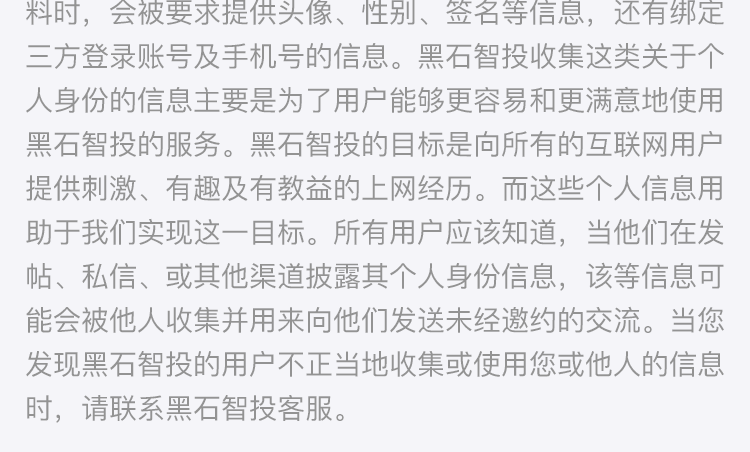 料时，会被要求提供头像、性别、签名等信息，还有绑定
三方登录账号及手机号的信息。黑石智投收集这类关于个
人身份的信息主要是为了用户能够更容易和更满意地使用
黑石智投的服务。黑石智投的目标是向所有的互联网用户
提供刺激、有趣及有教益的上网经历。而这些个人信息用
助于我们实现这一目标。所有用户应该知道，当他们在发
帖、私信、或其他渠道披露其个人身份信息，该等信息可
能会被他人收集并用来向他们发送未经邀约的交流。当您
发现黑石智投的用户不正当地收集或使用您或他人的信息
时，请联系黑石智投客服。